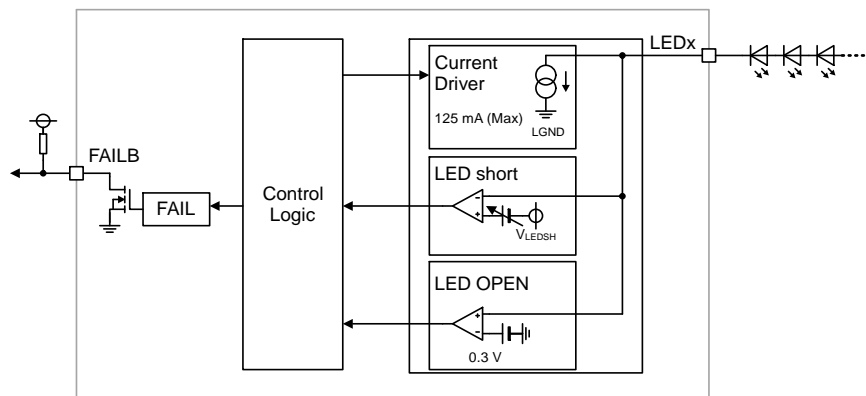 LEDx
Current
Driver
125 mA (Max)
LGND
FAILB
LED short
Control
Logic
FAIL
-
+
VLEDSH
LED OPEN
+
-
0.3 V